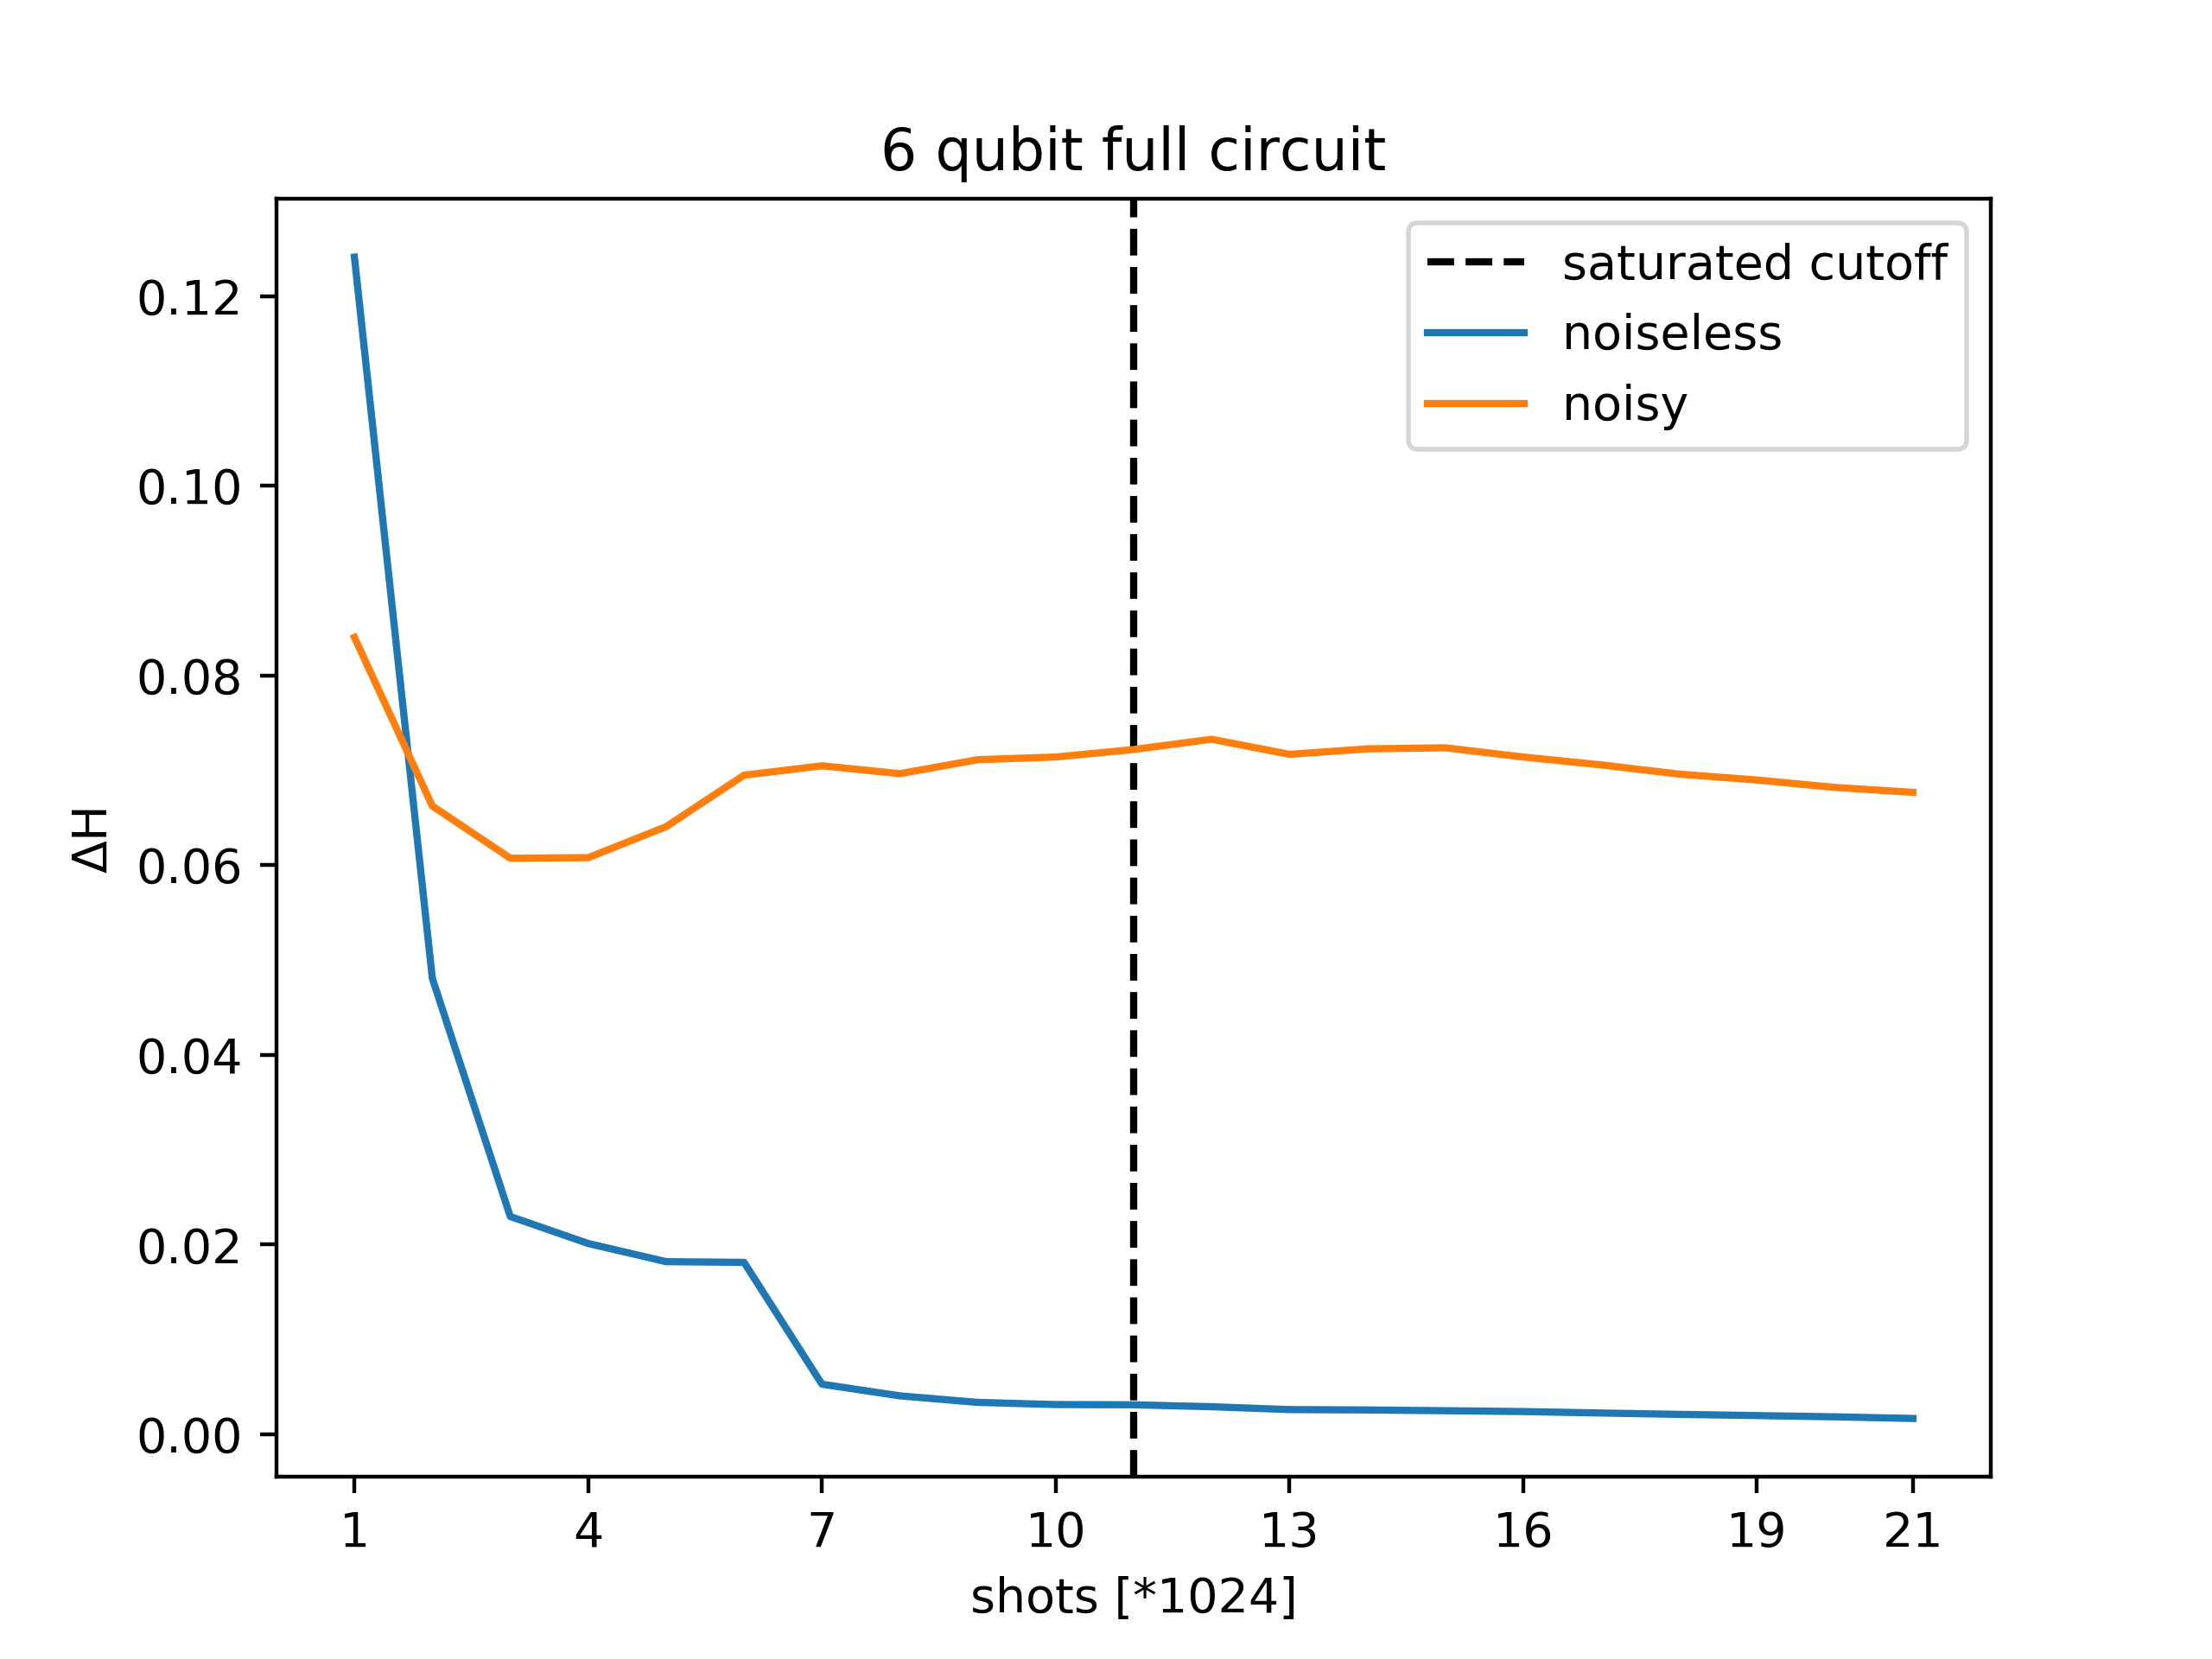 6 qubit full circuit
saturated cutoff
noiseless
noisy
0.12
0.10
0.08
0.06
0.04
0.02
0.00
ΔH
1 4 7 10 13 16 19 21
shots [*1024]